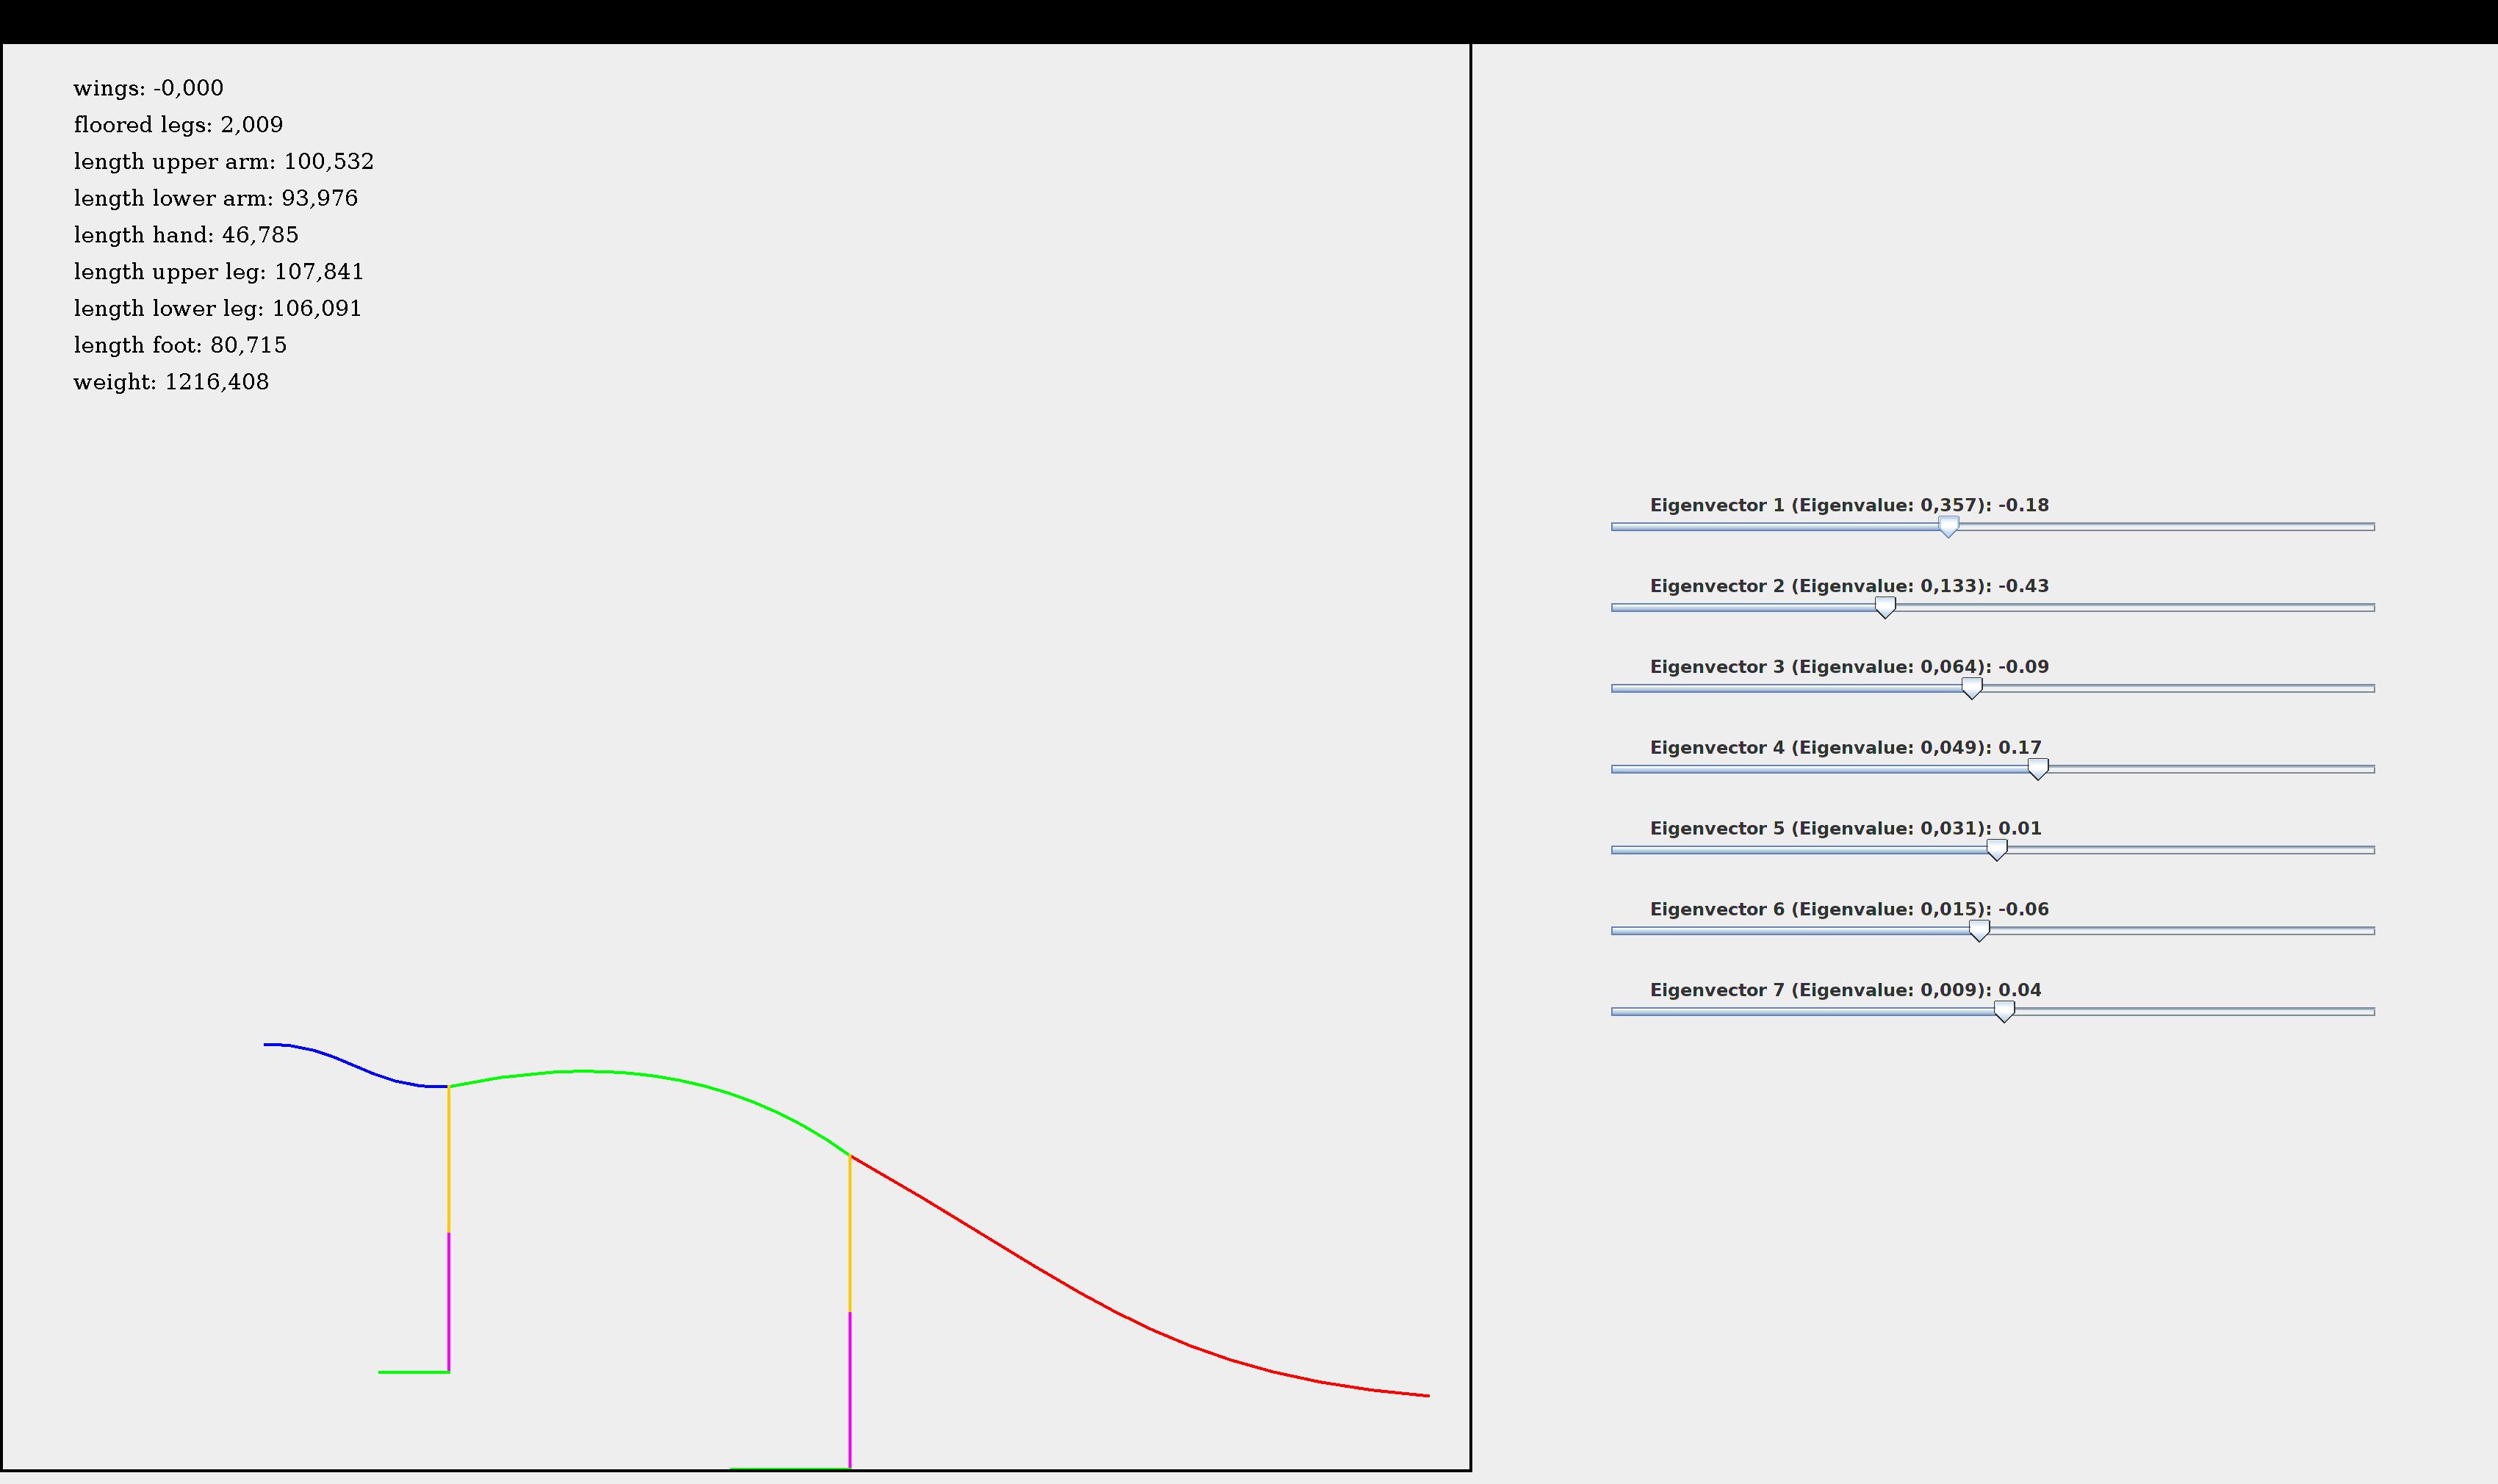 wings: -0,000
floored legs: 2,009
length upper arm: 100,532
length lower arm: 93,976
length hand: 46,785
length upper leg: 107,841
length lower leg: 106,091
length foot: 80,715
weight: 1216,408
Eigenvector 1 (Eigenvalue: 0,357): -0.18
Eigenvector 2 (Eigenvalue: 0,133): -0.43
Eigenvector 3 (Eigenvalue: 0,064): -0.09
Eigenvector 4 (Eigenvalue: 0,049): 0.17
Eigenvector 5 (Eigenvalue: 0,031): 0.01
Eigenvector 6 (Eigenvalue: 0,015): -0.06
Eigenvector 7 (Eigenvalue: 0,009): 0.04